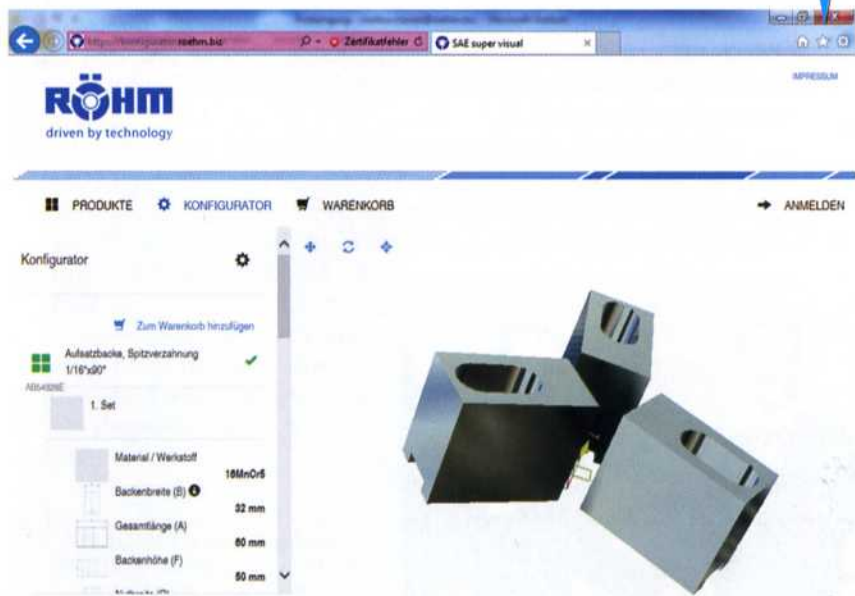 roehm.biz
Zertifikatfehler
SAE super visual
IMPRESSUM
RÖHM
driven by technology
PRODUKTE
KONFIGURATOR
WARENKORB
ANMELDEN
Konfigurator
Zum Warenkorb hinzufügen
Aufsatzbacke, Spitzverzahnung
1/16"x90°
1. Set
Material / Werkstoff
16MnCr5
Backenbreite (B)
32 mm
Gesamtlänge (A)
60 mm
Backenhöhe (F)
50 mm